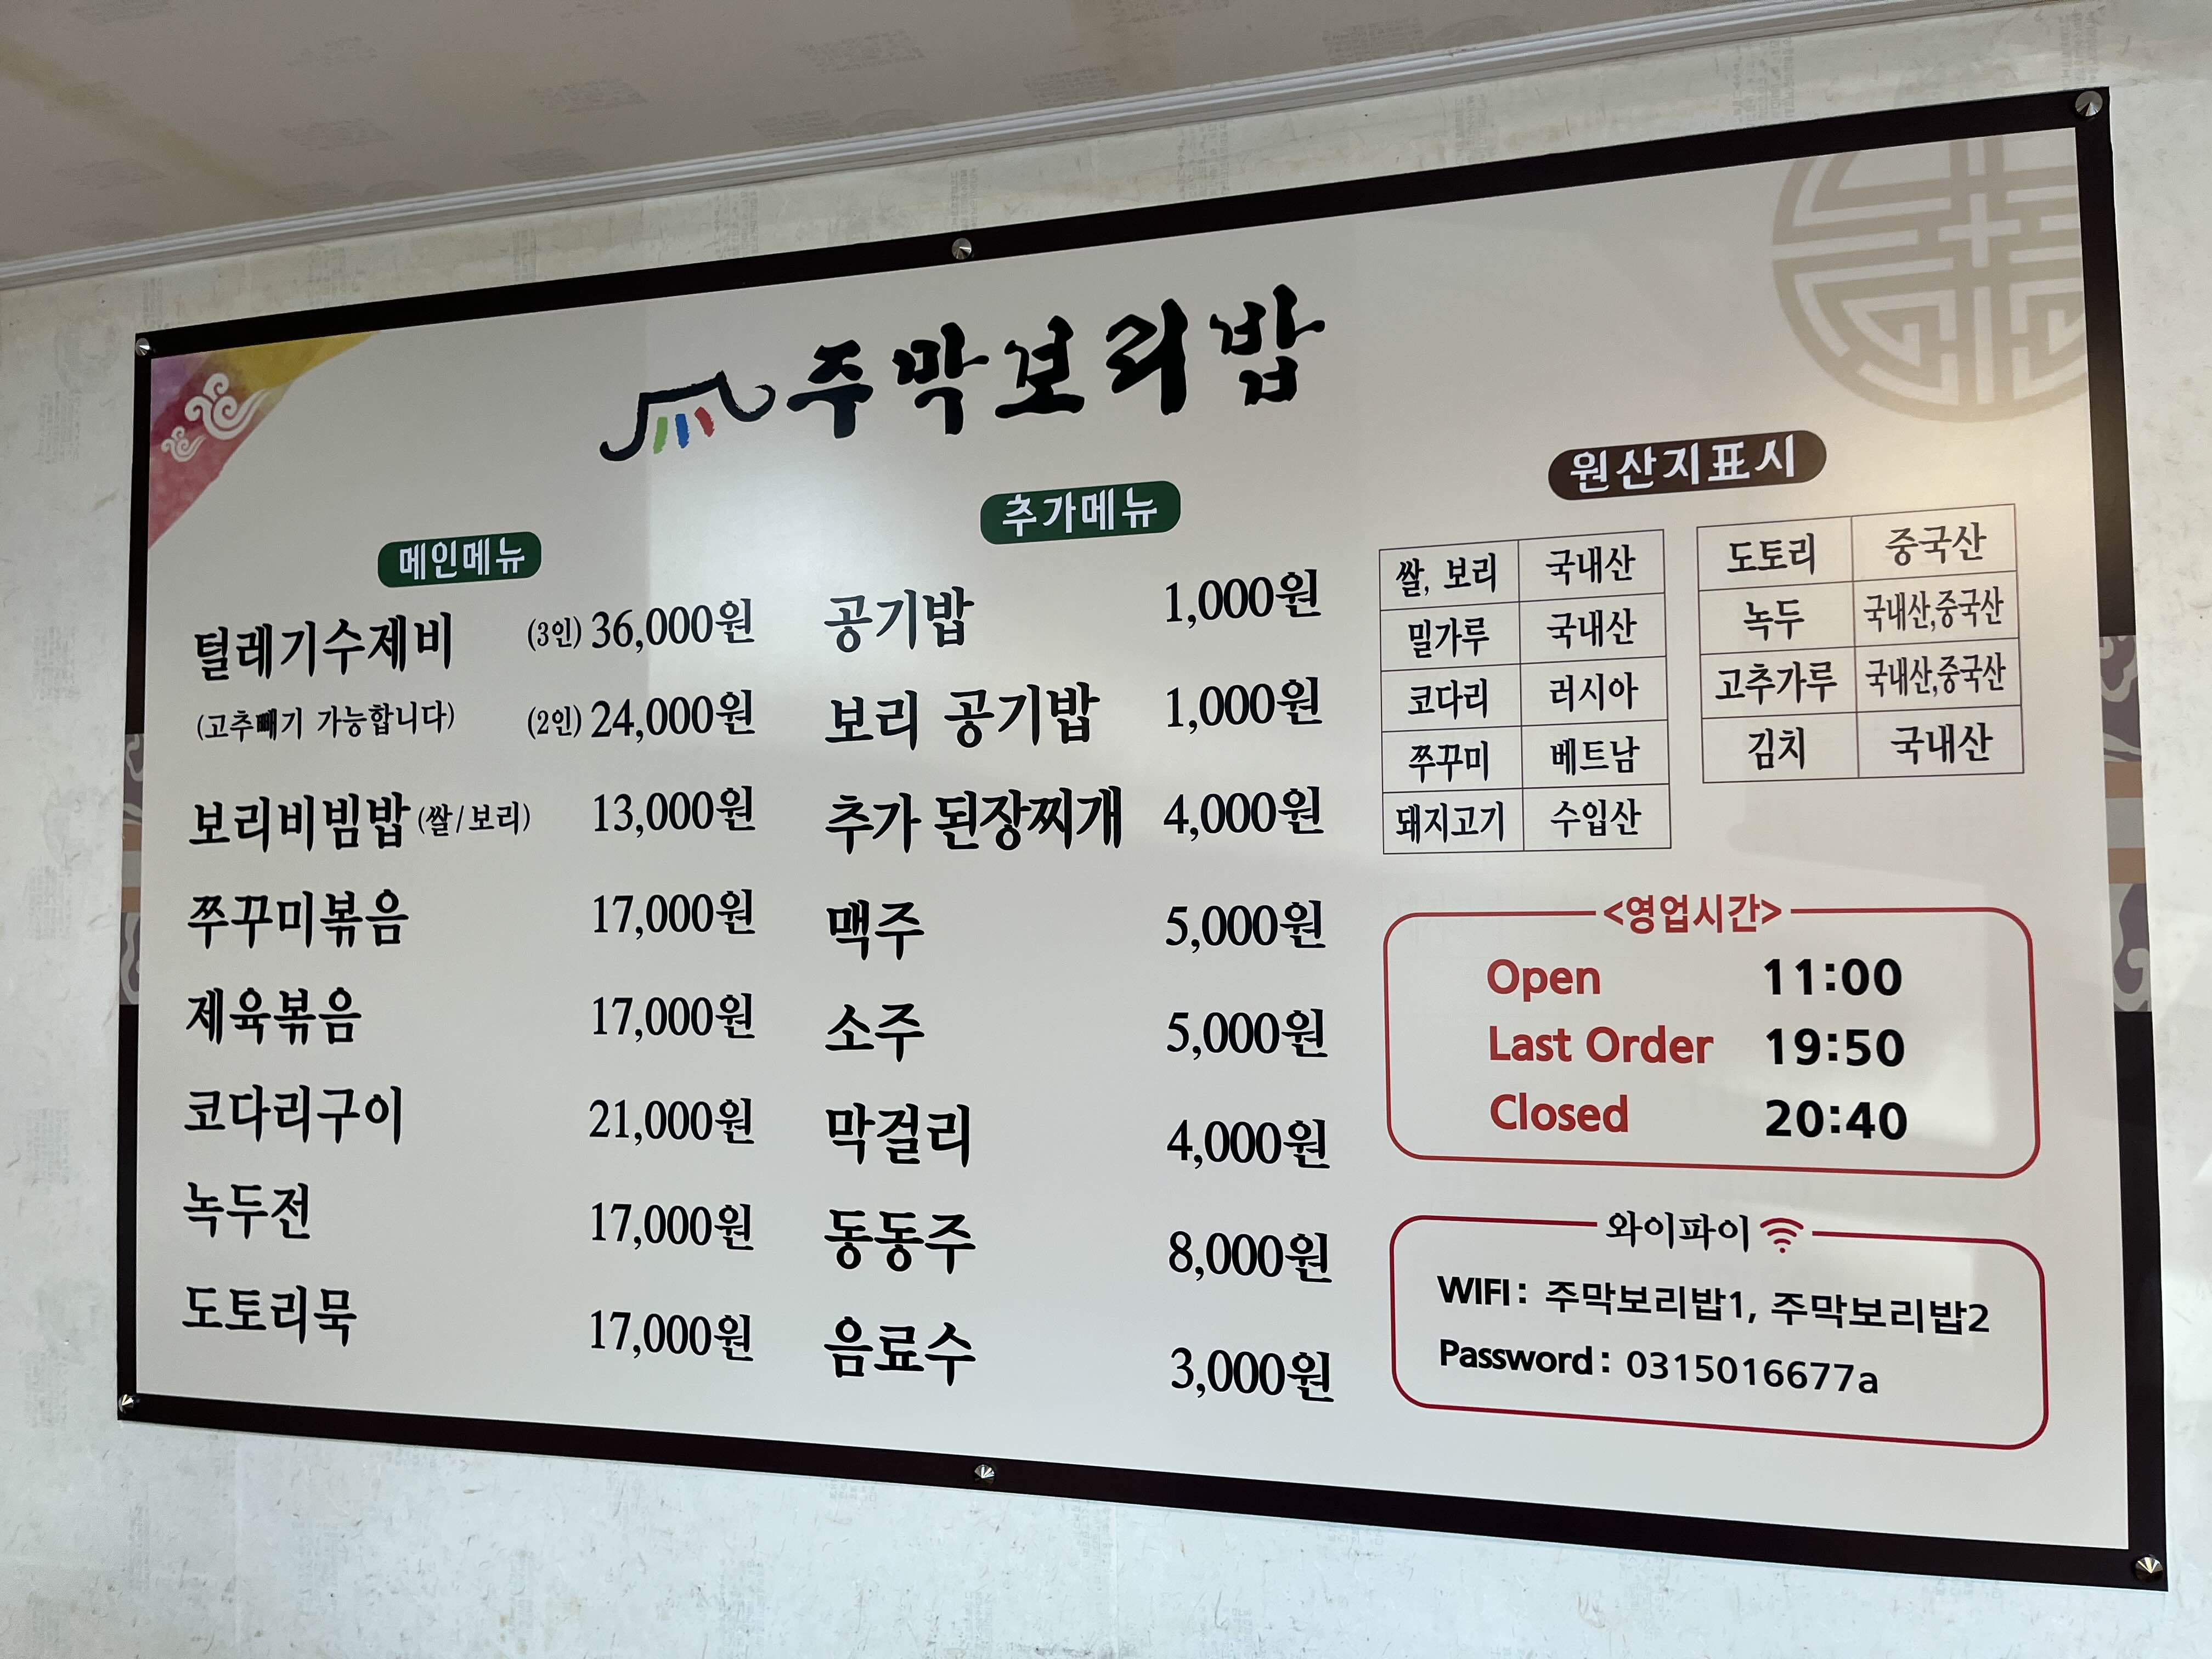 주막보리밥
메인메뉴
털레기수제비 (3인) 36,000원
(고추빼기 가능합니다) (2인) 24,000원
보리비빔밥 (쌀/보리) 13,000원
쭈꾸미볶음 17,000원
제육볶음 17,000원
코다리구이 21,000원
녹두전 17,000원
도토리묵 17,000원
추가메뉴
공기밥 1,000원
보리 공기밥 1,000원
추가 된장찌개 4,000원
맥주 5,000원
소주 5,000원
막걸리 4,000원
동동주 8,000원
음료수 3,000원
원산지표시
쌀, 보리 국내산
밀가루 국내산
코다리 러시아
쭈꾸미 베트남
돼지고기 수입산
도토리 중국산
녹두 국내산,중국산
고추가루 국내산,중국산
김치 국내산
<영업시간>
Open 11:00
Last Order 19:50
Closed 20:40
와이파이
WIFI : 주막보리밥1, 주막보리밥2
Password : 0315016677a